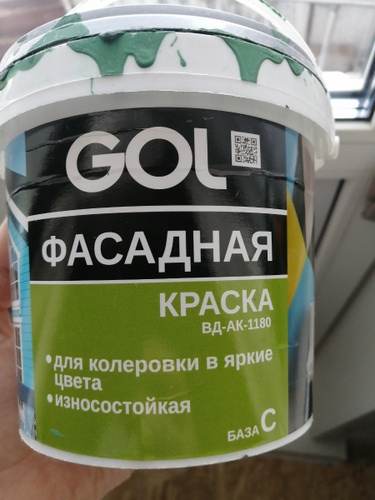 GOL
ФАСАДНАЯ
КРАСКА
ВД-АК-1180
•для колеровки в яркие
цвета
•износостойкая
БАЗА С